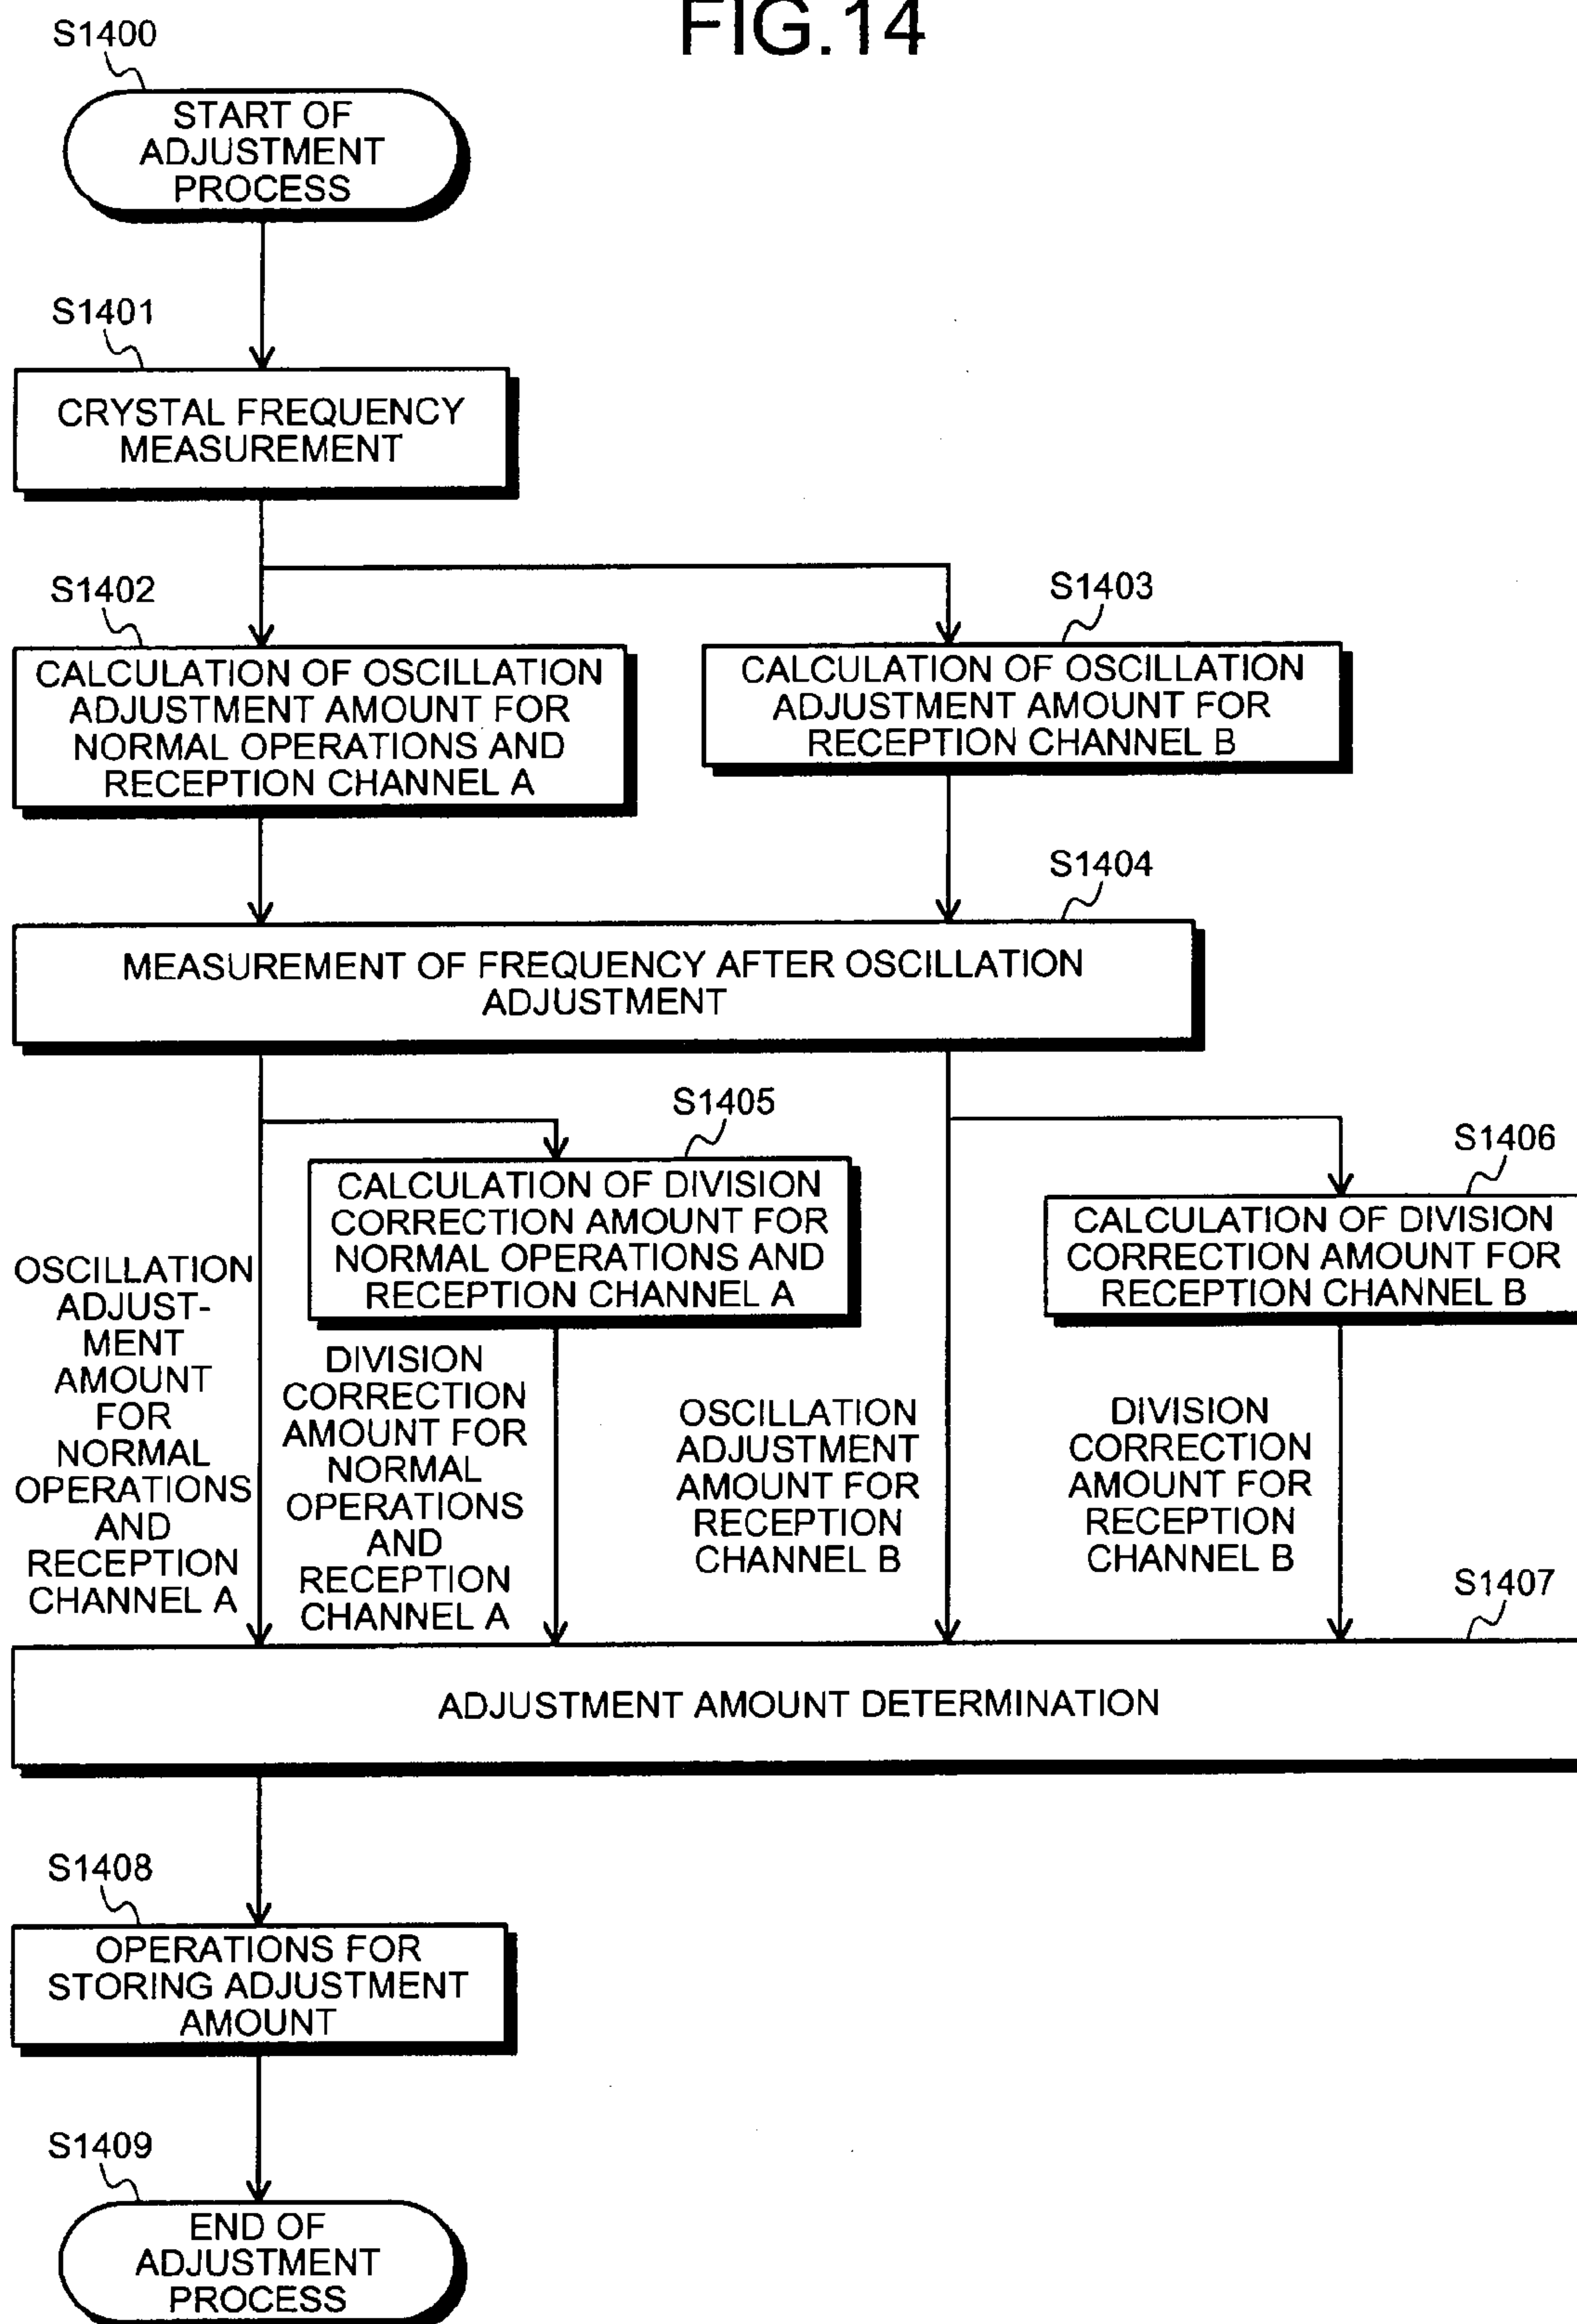 FIG.14
S1400
START OF
ADJUSTMENT
PROCESS
S1401
CRYSTAL FREQUENCY
MEASUREMENT
S1402
CALCULATION OF OSCILLATION
ADJUSTMENT AMOUNT FOR
NORMAL OPERATIONS AND
RECEPTION CHANNEL A
S1403
CALCULATION OF OSCILLATION
ADJUSTMENT AMOUNT FOR
RECEPTION CHANNEL B
S1404
MEASUREMENT OF FREQUENCY AFTER OSCILLATION
ADJUSTMENT
S1405
CALCULATION OF DIVISION
CORRECTION AMOUNT FOR
NORMAL OPERATIONS AND
RECEPTION CHANNEL A
S1406
CALCULATION OF DIVISION
CORRECTION AMOUNT FOR
RECEPTION CHANNEL B
OSCILLATION
ADJUST-
MENT
AMOUNT
FOR
NORMAL
OPERATIONS
AND
RECEPTION
CHANNEL A
DIVISION
CORRECTION
AMOUNT FOR
NORMAL
OPERATIONS
AND
RECEPTION
CHANNEL A
OSCILLATION
ADJUSTMENT
AMOUNT FOR
RECEPTION
CHANNEL B
DIVISION
CORRECTION
AMOUNT FOR
RECEPTION
CHANNEL B
S1407
ADJUSTMENT AMOUNT DETERMINATION
S1408
OPERATIONS FOR
STORING ADJUSTMENT
AMOUNT
S1409
END OF
ADJUSTMENT
PROCESS